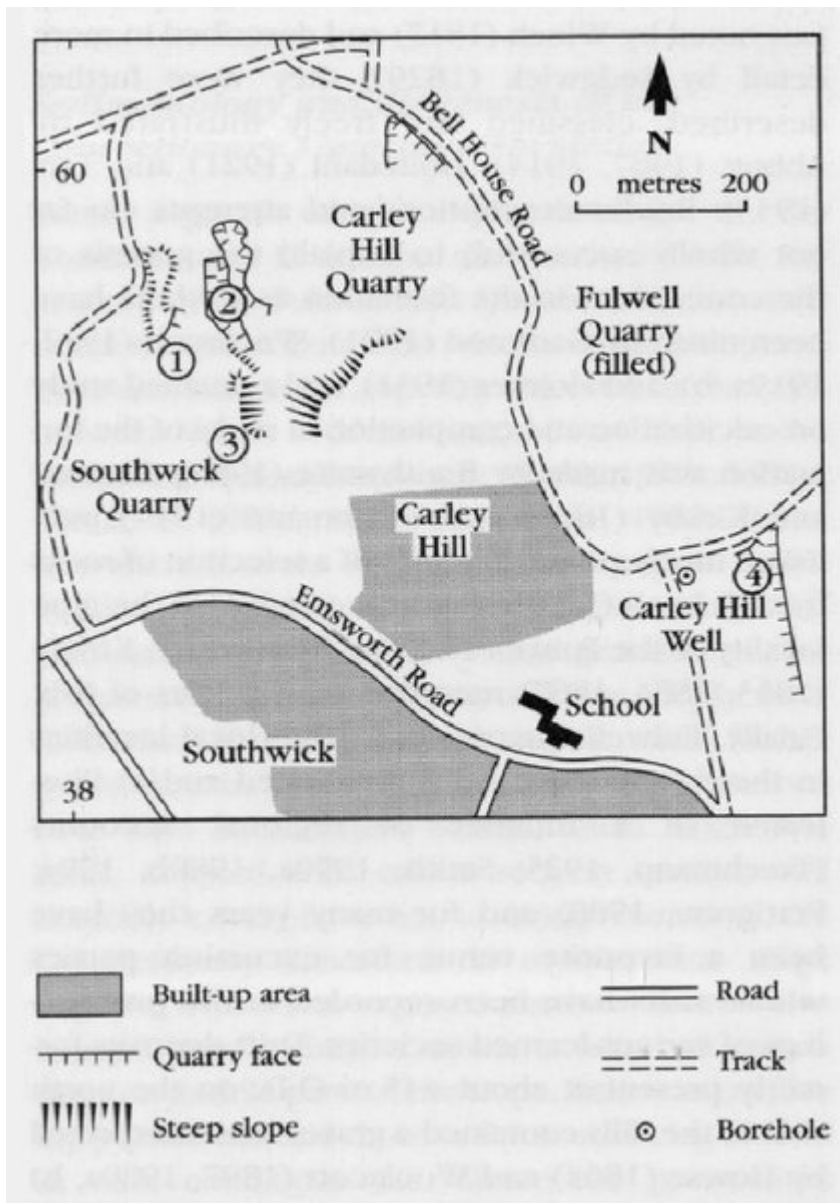 Bell House Road
N
60
0 metres 200
Carley
Hill
Quarry
Fulwell
Quarry
(filled)
2
1
3
Southwick
Quarry
Carley
Hill
4
Carley Hill
Well
Emsworth Road
School
Southwick
38
Built-up area
Road
Quarry face
Track
Steep slope
Borehole